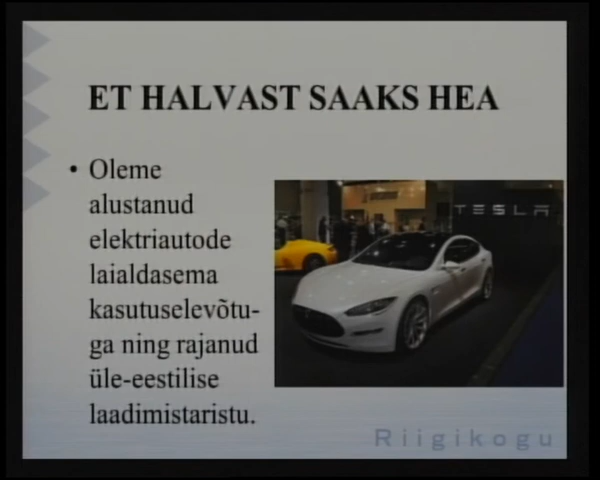 ET HALVAST SAAKS HEA
• Oleme
alustanud
elektriautode
laialdasema
kasutuselevõtu-
ga ning rajanud
üle-eestilise
laadimistaristu.
TESLA
Riigikogu